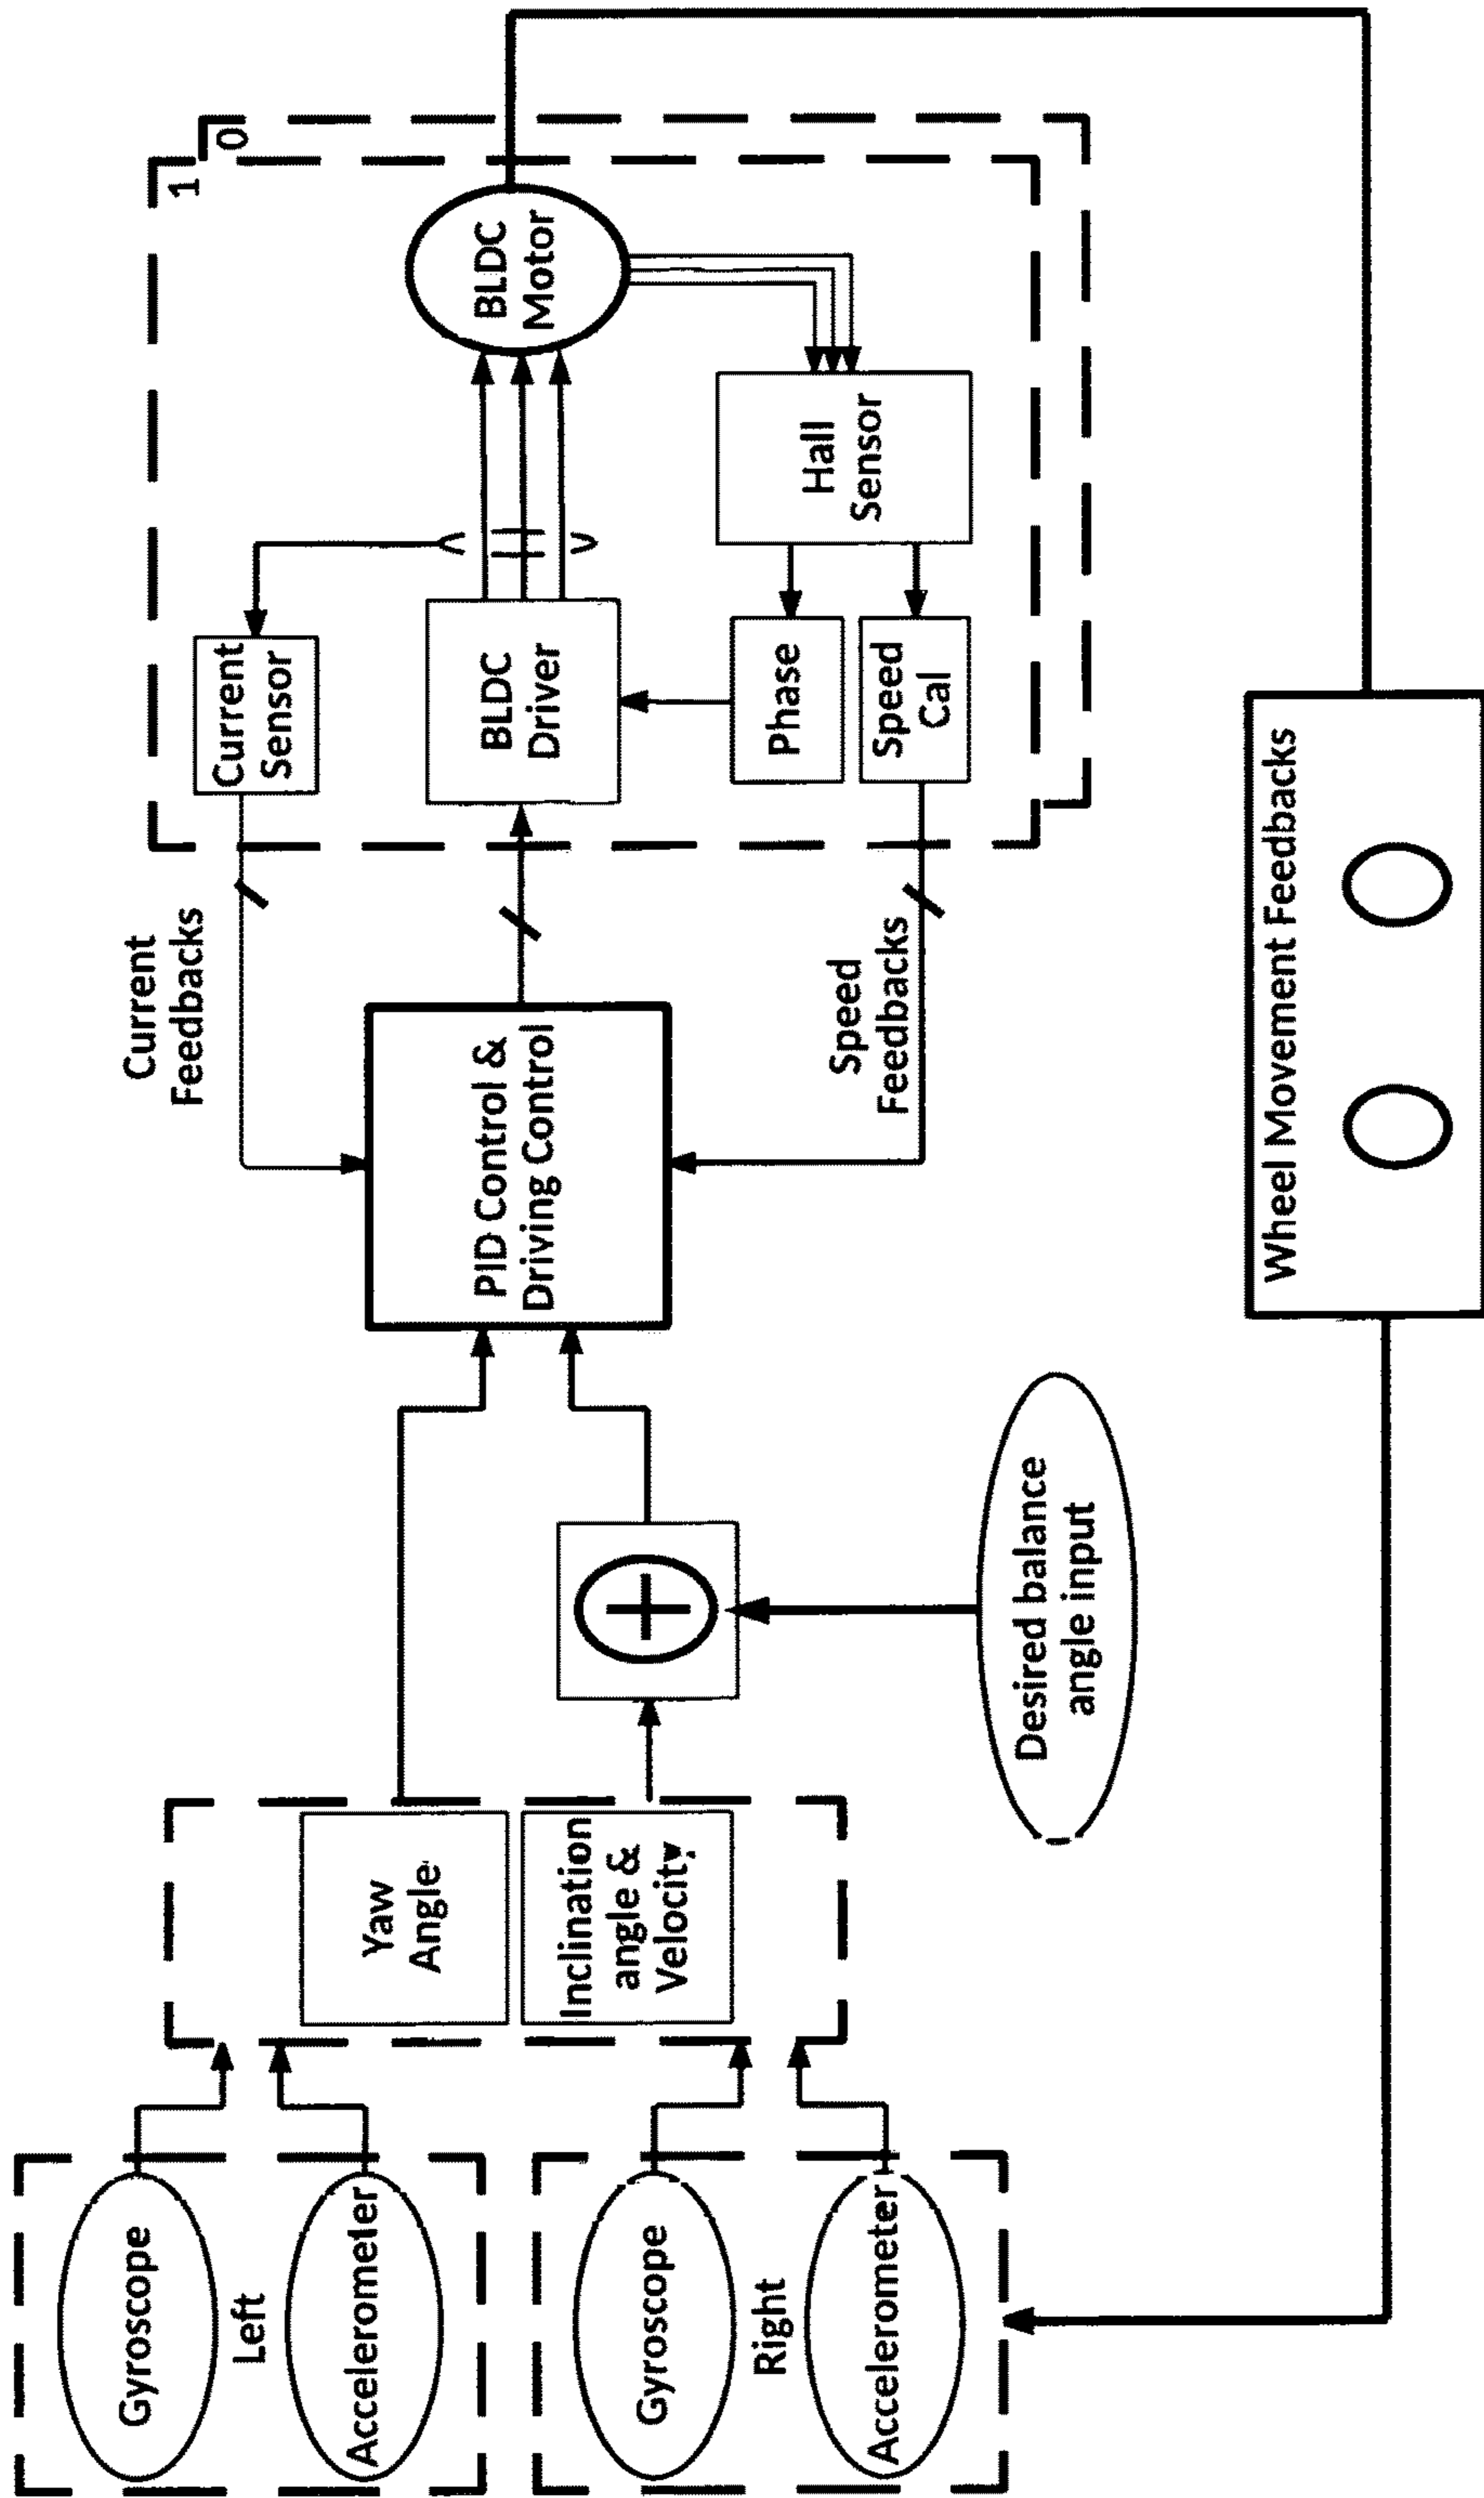 Gyroscope
Left
Accelerometer
Gyroscope
Right
Accelerometer
Yaw
Angle
Inclination
angle &
Velocity
Desired balance
angle input
PID Control &
Driving Control
Current
Feedbacks
Speed
Feedbacks
Current
Sensor
BLDC
Driver
Phase
Speed
Cal
Hall
Sensor
BLDC
Motor
1
0
Wheel Movement Feedbacks